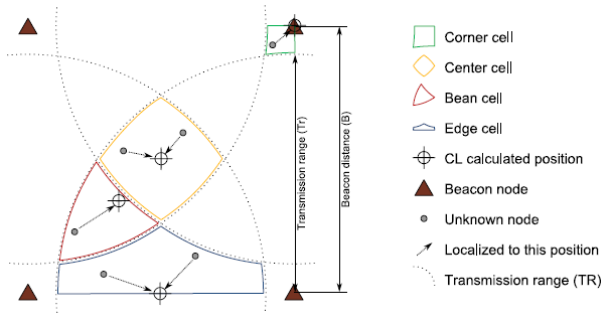 Transmission range (Tr)
Beacon distance (B)
Corner cell
Center cell
Bean cell
Edge cell
CL calculated position
Beacon node
Unknown node
Localized to this position
Transmission range (TR)